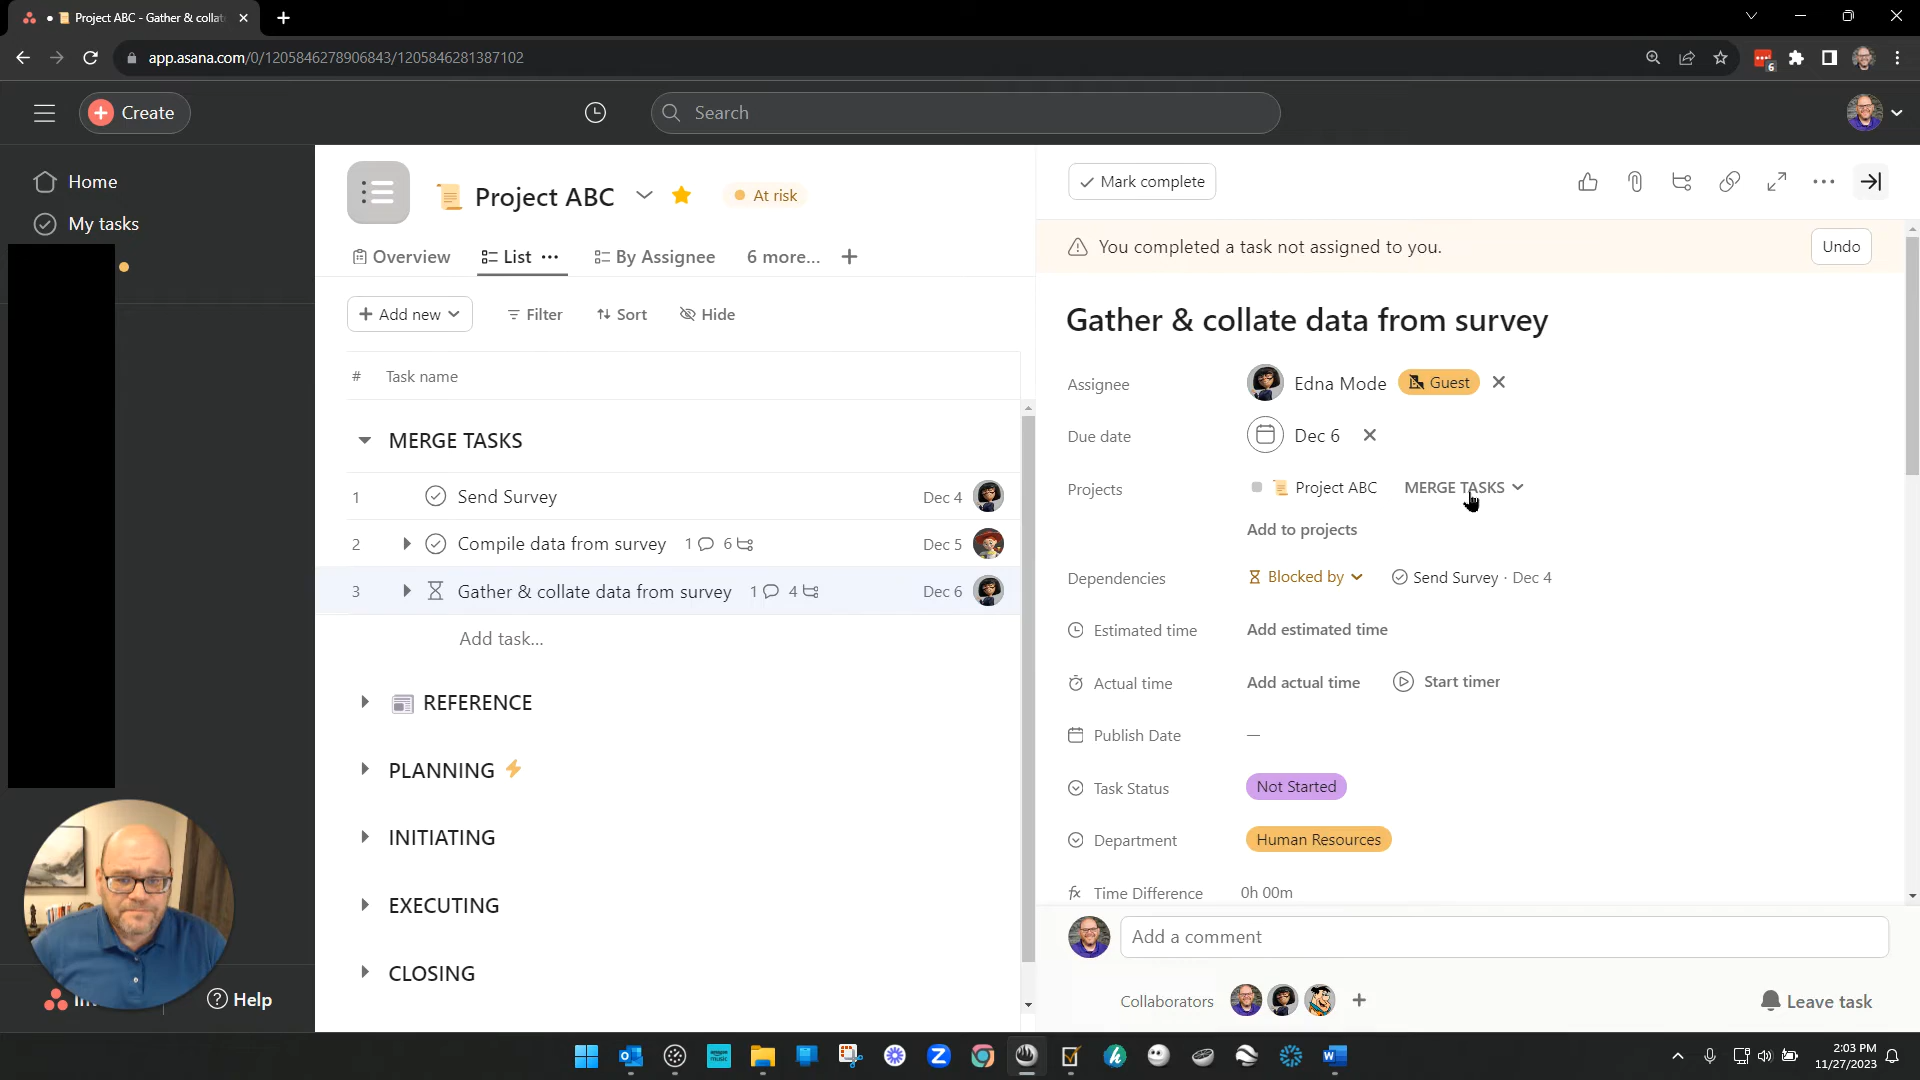 Project ABC - Gather & collat
app.asana.com/0/1205846278906843/1205846281387102
6
Create
Search
Home
My tasks
Help
Project ABC
At risk
Overview
List
By Assignee
6 more...
Add new
Filter
Sort
Hide
# Task name
MERGE TASKS
1 Send Survey Dec 4
2 Compile data from survey 1 6 Dec 5
3 Gather & collate data from survey 1 4 Dec 6
Add task...
REFERENCE
PLANNING
INITIATING
EXECUTING
CLOSING
Mark complete
You completed a task not assigned to you.
Undo
Gather & collate data from survey
Assignee Edna Mode Guest
Due date Dec 6
Projects Project ABC MERGE TASKS
Add to projects
Dependencies Blocked by Send Survey · Dec 4
Estimated time Add estimated time
Actual time Add actual time Start timer
Publish Date —
Task Status Not Started
Department Human Resources
Time Difference 0h 00m
Add a comment
Collaborators
Leave task
2:03 PM
11/27/2023